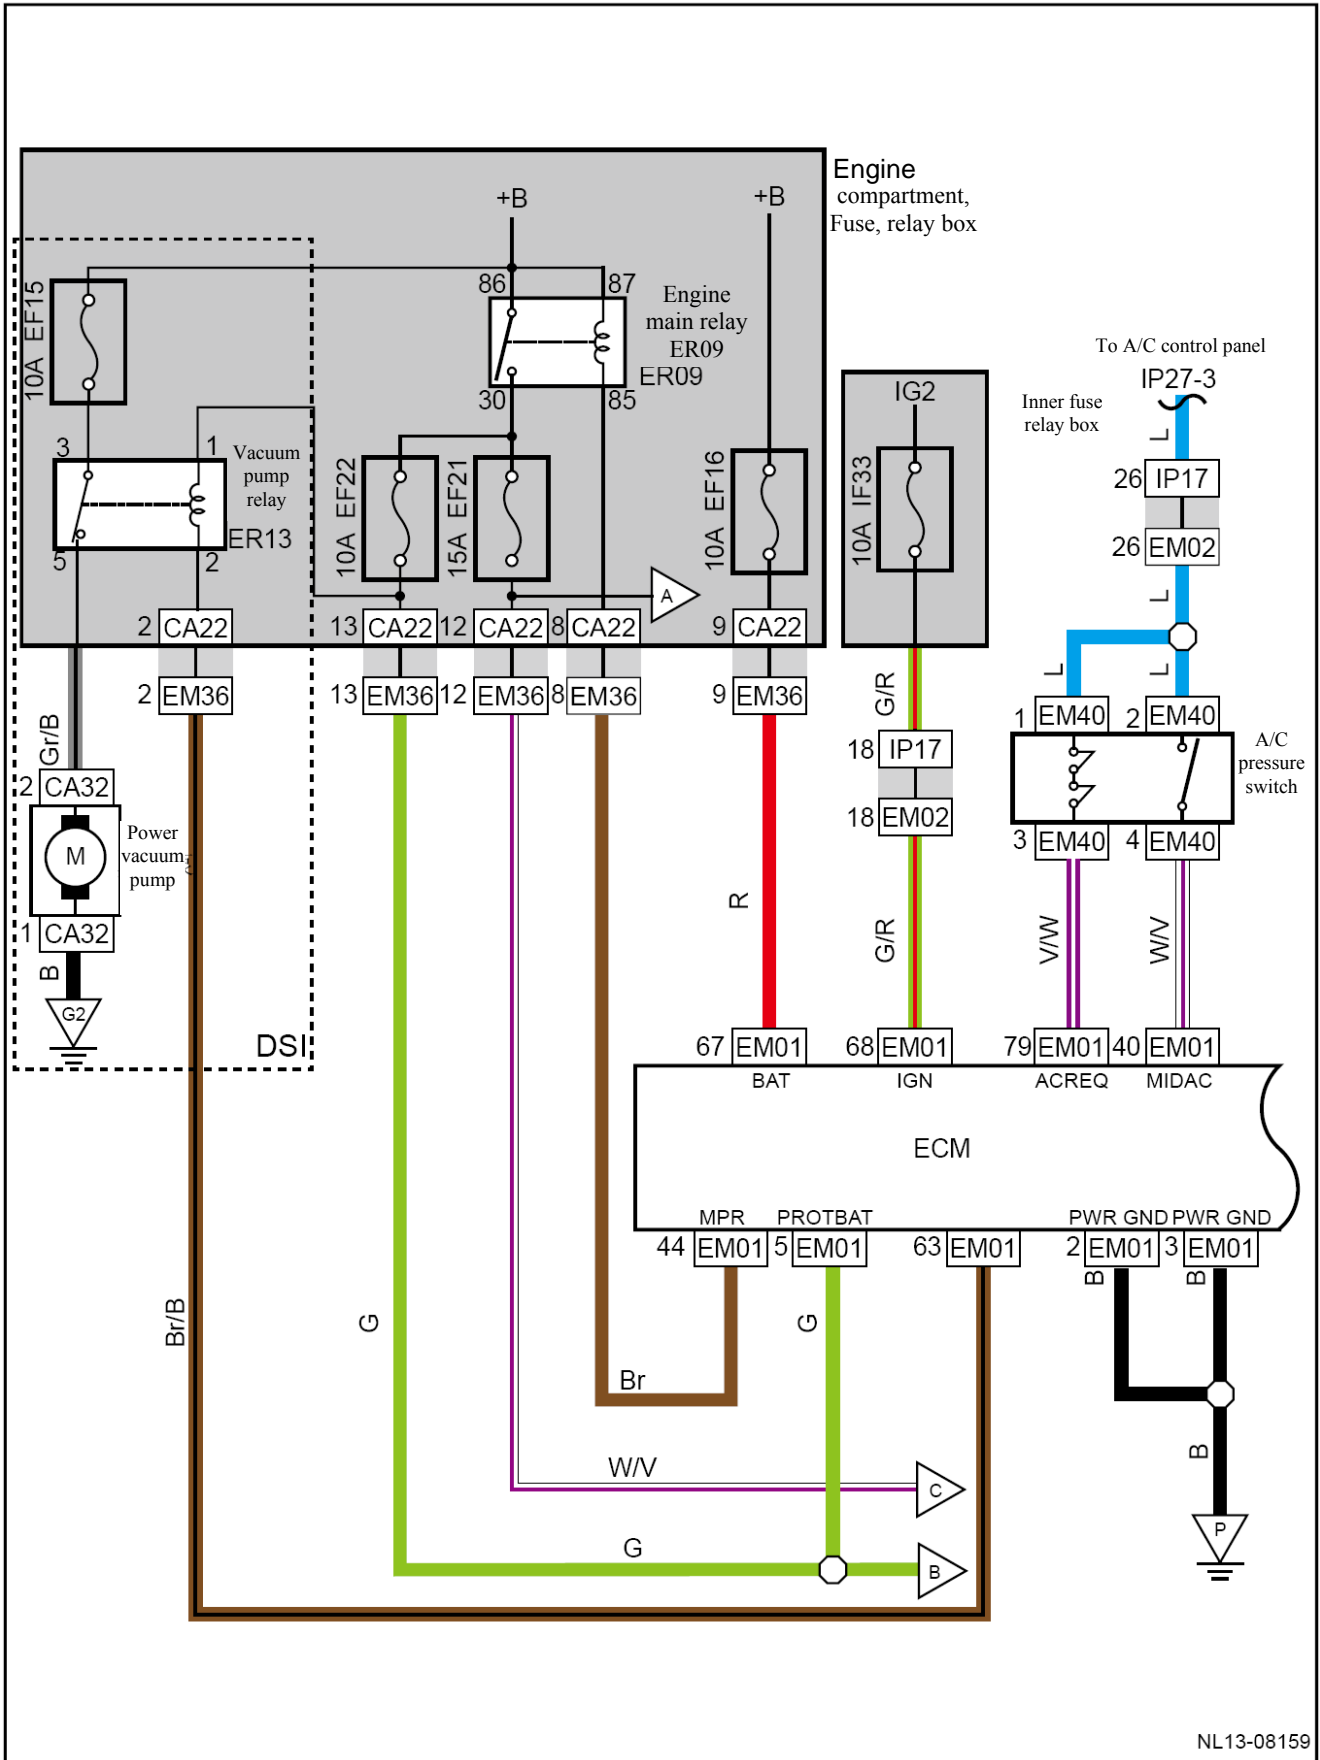 Engine
compartment,
Fuse, relay box
+B
+B
86
87
Engine
main relay
ER09
ER09
30
85
10A EF15
3
1
Vacuum
pump
relay
ER13
5
2
10A EF22
15A EF21
10A EF16
A
IG2
10A IF33
Inner fuse
relay box
To A/C control panel
IP27-3
L
26 IP17
26 EM02
L
L
L
2 CA22
13 CA22
12 CA22
8 CA22
9 CA22
2 EM36
13 EM36
12 EM36
8 EM36
9 EM36
G/R
18 IP17
18 EM02
G/R
1 EM40
2 EM40
A/C
pressure
switch
3 EM40
4 EM40
V/W
W/V
Gr/B
2 CA32
M
Power
vacuum
pump
1 CA32
B
G2
DSI
R
67 EM01
68 EM01
79 EM01
40 EM01
BAT
IGN
ACREQ
MIDAC
ECM
MPR
PROTBAT
PWR GND
PWR GND
44 EM01
5 EM01
63 EM01
2 EM01
3 EM01
B
B
Br/B
G
G
Br
B
W/V
C
G
B
P
NL13-08159